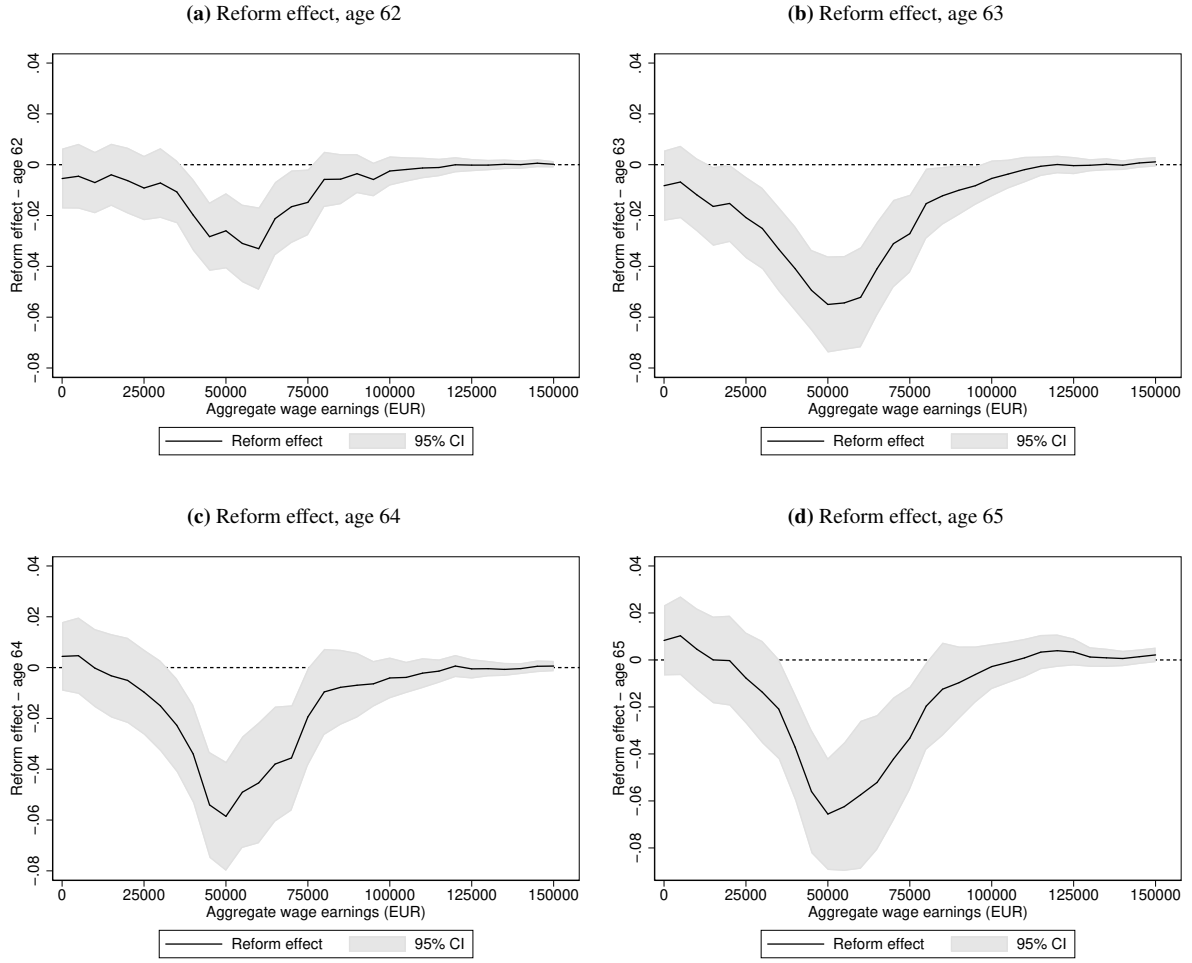 (a) Reform effect, age 62
Reform effect − age 62
.04
.02
0
−.02
−.04
−.06
−.08
0 25000 50000 75000 100000 125000 150000
Aggregate wage earnings (EUR)
Reform effect 95% CI
(b) Reform effect, age 63
Reform effect − age 63
.04
.02
0
−.02
−.04
−.06
−.08
0 25000 50000 75000 100000 125000 150000
Aggregate wage earnings (EUR)
Reform effect 95% CI
(c) Reform effect, age 64
Reform effect − age 64
.04
.02
0
−.02
−.04
−.06
−.08
0 25000 50000 75000 100000 125000 150000
Aggregate wage earnings (EUR)
Reform effect 95% CI
(d) Reform effect, age 65
Reform effect − age 65
.04
.02
0
−.02
−.04
−.06
−.08
0 25000 50000 75000 100000 125000 150000
Aggregate wage earnings (EUR)
Reform effect 95% CI